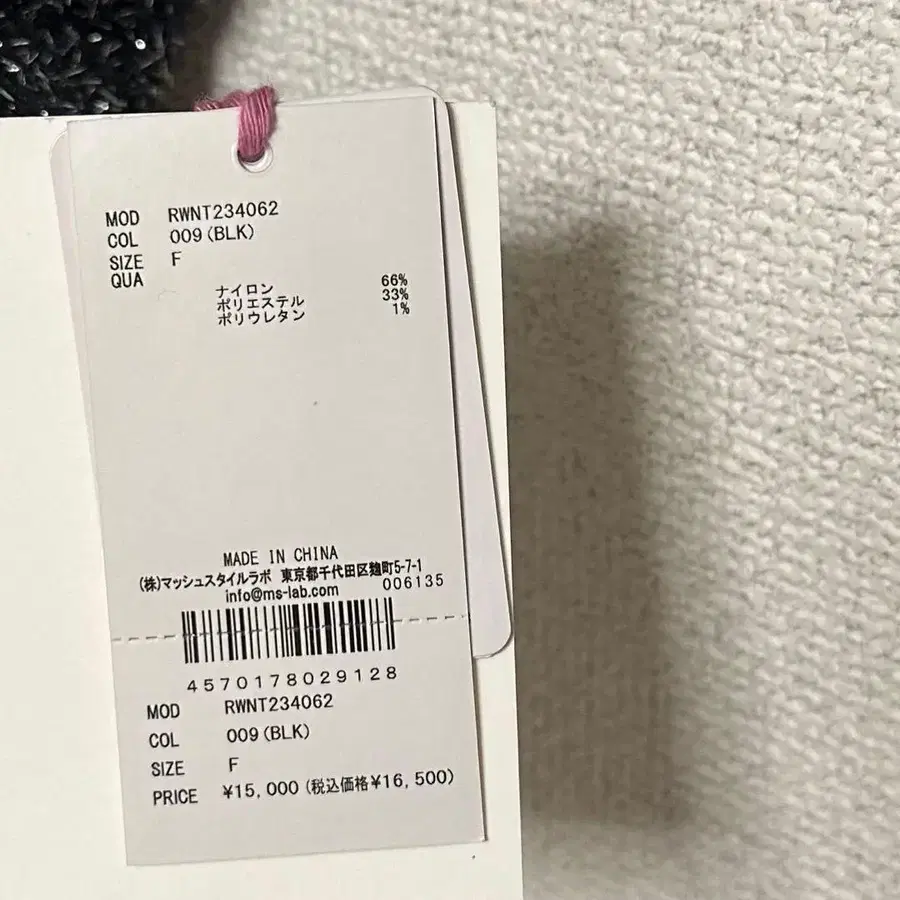 MOD RWNT234062
COL 009(BLK)
SIZE F
QUA
ナイロン 66%
ポリエステル 33%
ポリウレタン 1%
MADE IN CHINA
(株)マッシュスタイルラボ 東京都千代田区麹町5-7-1
info@ms-lab.com 006135
4570178029128
MOD RWNT234062
COL 009(BLK)
SIZE F
PRICE ¥15,000(税込価格¥16,500)